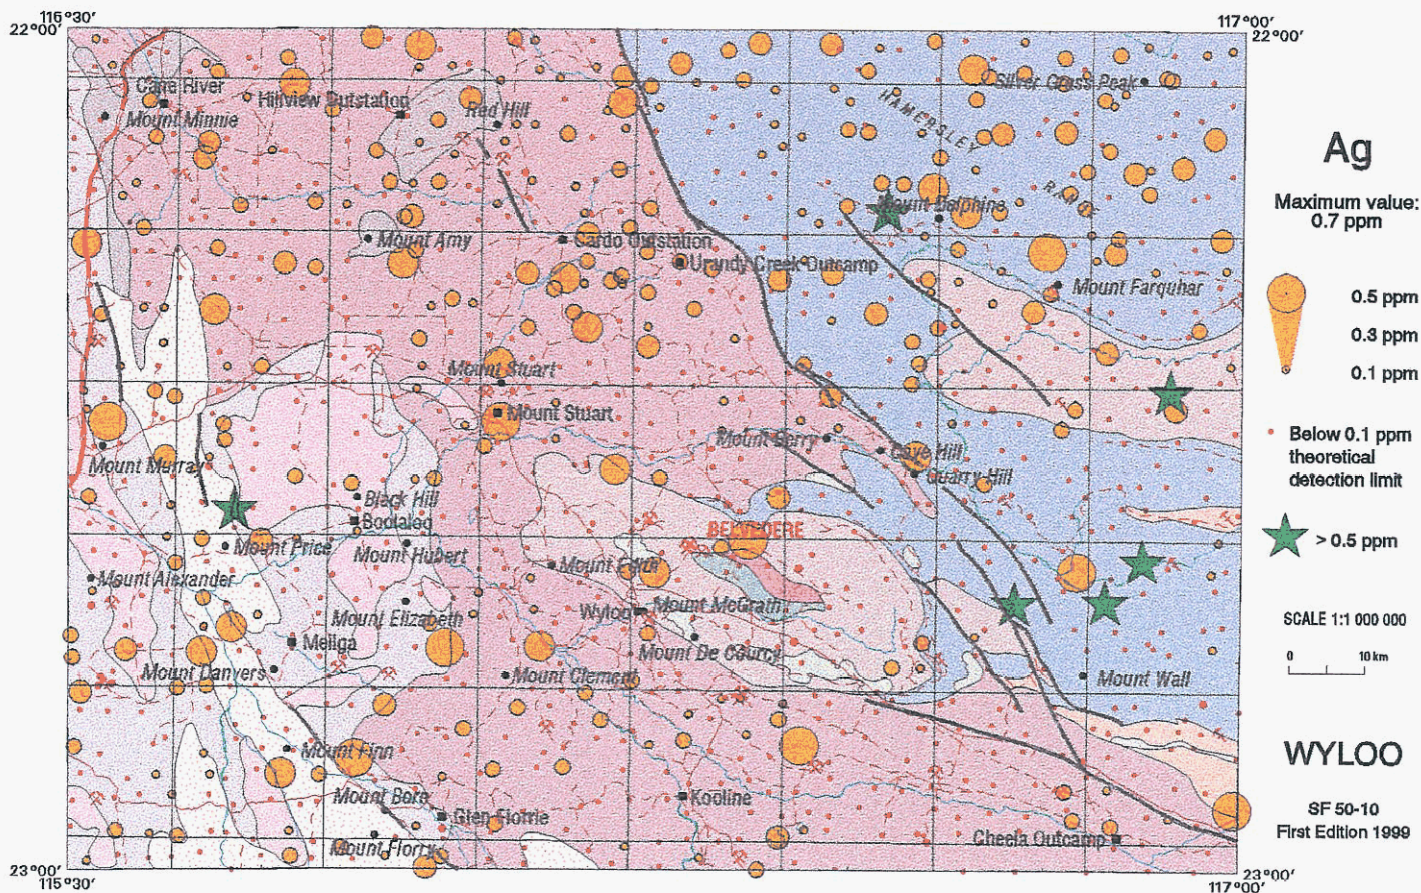 116°30'
22°00'
117°00'
22°00'
Cane River
Mount Minnie
Hillview Outstation
Red Hill
Silver Grass Peak
HAMERSLEY
RANGE
Mount Delphine
Mount Amy
Cardo Outstation
Urandy Creek Outcamp
Mount Farquhar
Mount Stuart
Mount Stuart
Mount Berry
Caye Hill
Quarry Hill
Mount Murray
Black Hill
Boolaloo
Mount Price
Mount Hubert
BELVEDERE
Mount Alexander
Mount Elizabeth
Wyloo
Mount McGrath
Mellga
Mount De Courcy
Mount Danvers
Mount Clement
Mount Wall
Mount Finn
Mount Boro
Glen Florrie
Kooline
Mount Florry
Cheela Outcamp
23°00'
115°30'
23°00'
117°00'
Ag
Maximum value:
0.7 ppm
0.5 ppm
0.3 ppm
0.1 ppm
Below 0.1 ppm
theoretical
detection limit
> 0.5 ppm
SCALE 1:1 000 000
0 10 km
WYLOO
SF 50-10
First Edition 1999